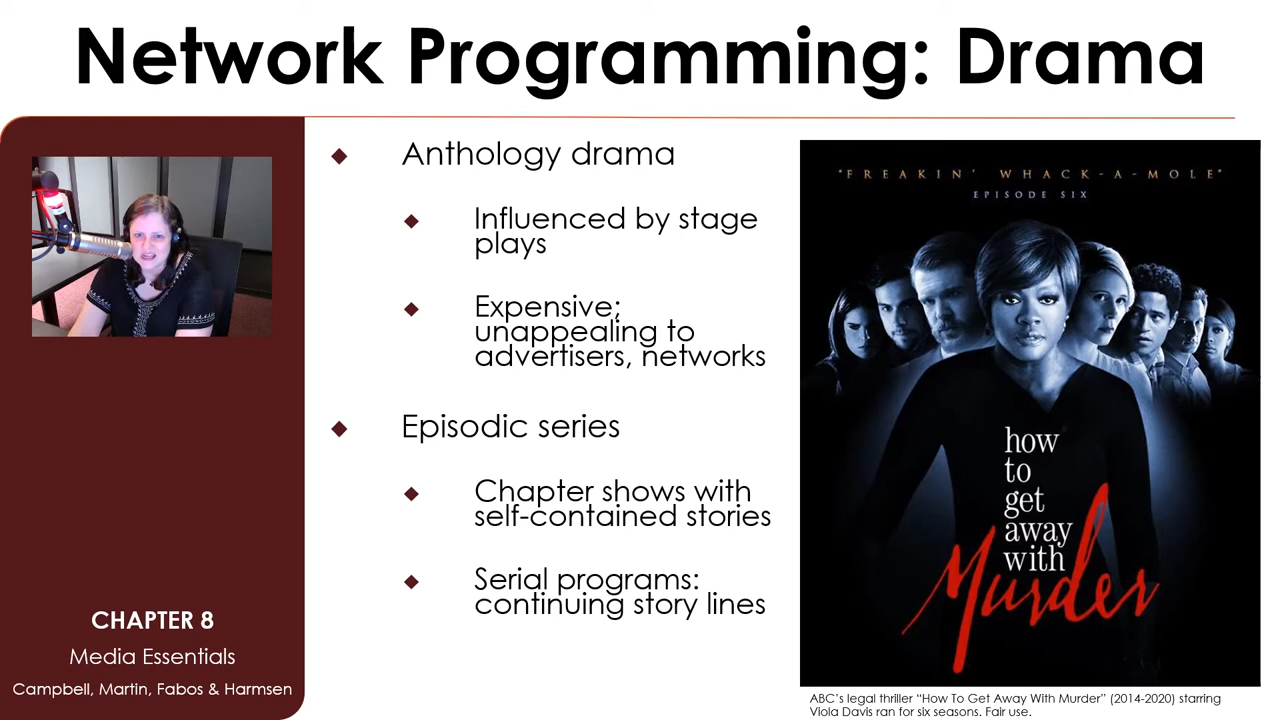 Network Programming: Drama
Anthology drama
Influenced by stage
plays
Expensive;
unappealing to
advertisers, networks
Episodic series
Chapter shows with
self-contained stories
Serial programs:
continuing story lines
CHAPTER 8
Media Essentials
Campbell, Martin, Fabos & Harmsen
"FREAKIN' WHACK-A-MOLE"
EPISODE SIX
how
to
get
away
with
Murder
ABC's legal thriller “How To Get Away With Murder” (2014-2020) starring
Viola Davis ran for six seasons. Fair use.